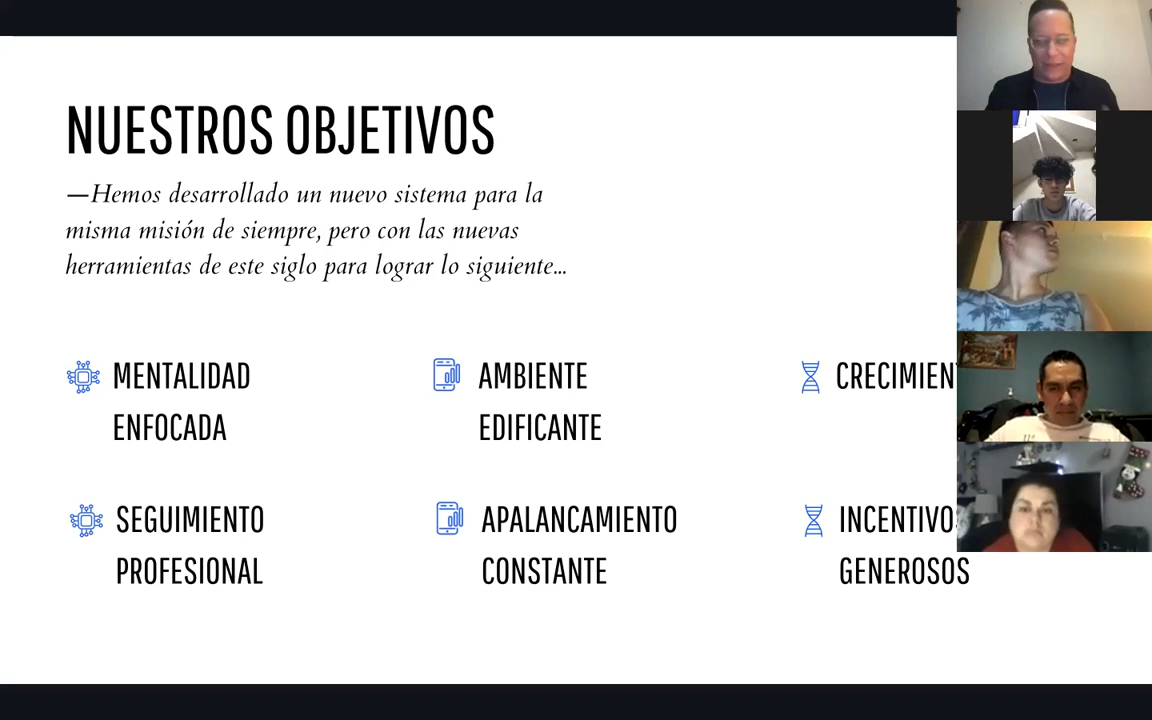 NUESTROS OBJETIVOS
—Hemos desarrollado un nuevo sistema para la
misma misión de siempre, pero con las nuevas
herramientas de este siglo para lograr lo siguiente...
MENTALIDAD
ENFOCADA
AMBIENTE
EDIFICANTE
SEGUIMIENTO
PROFESIONAL
APALANCAMIENTO
CONSTANTE
GENEROSOS